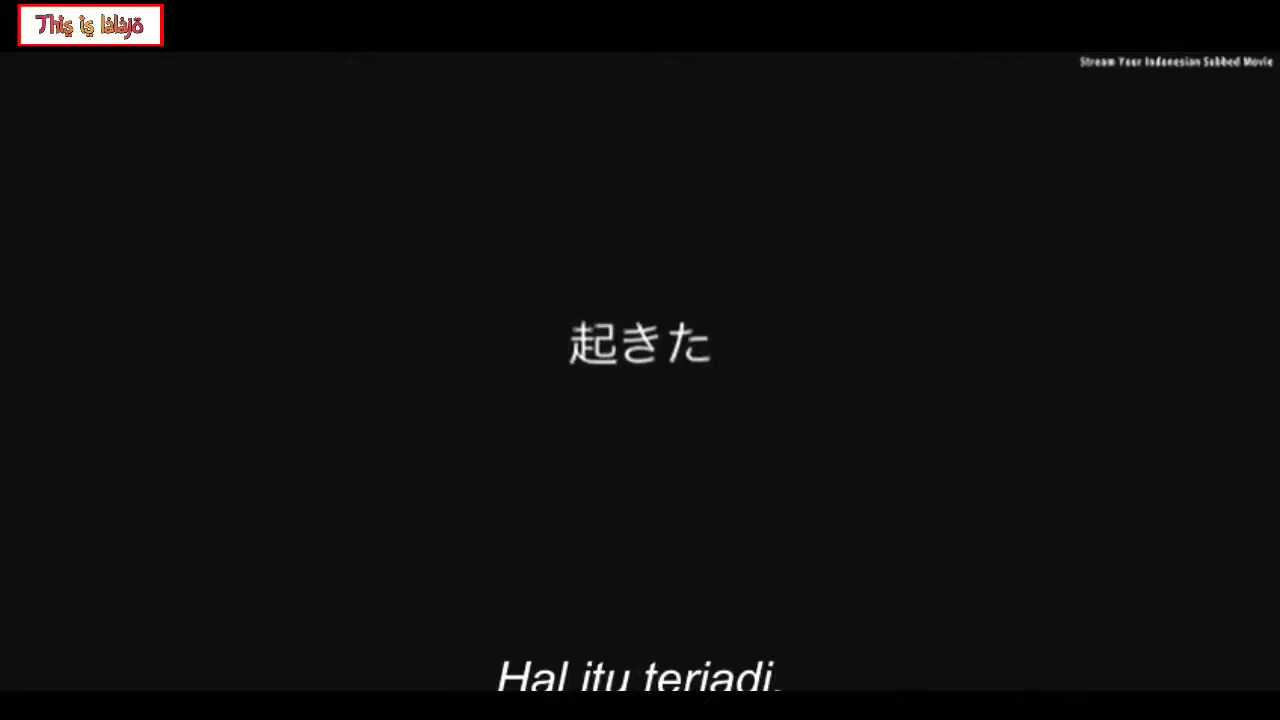 This is lalajo
Stream Your Indonesian Subbed Movie
起きた
Hal itu terjadi.